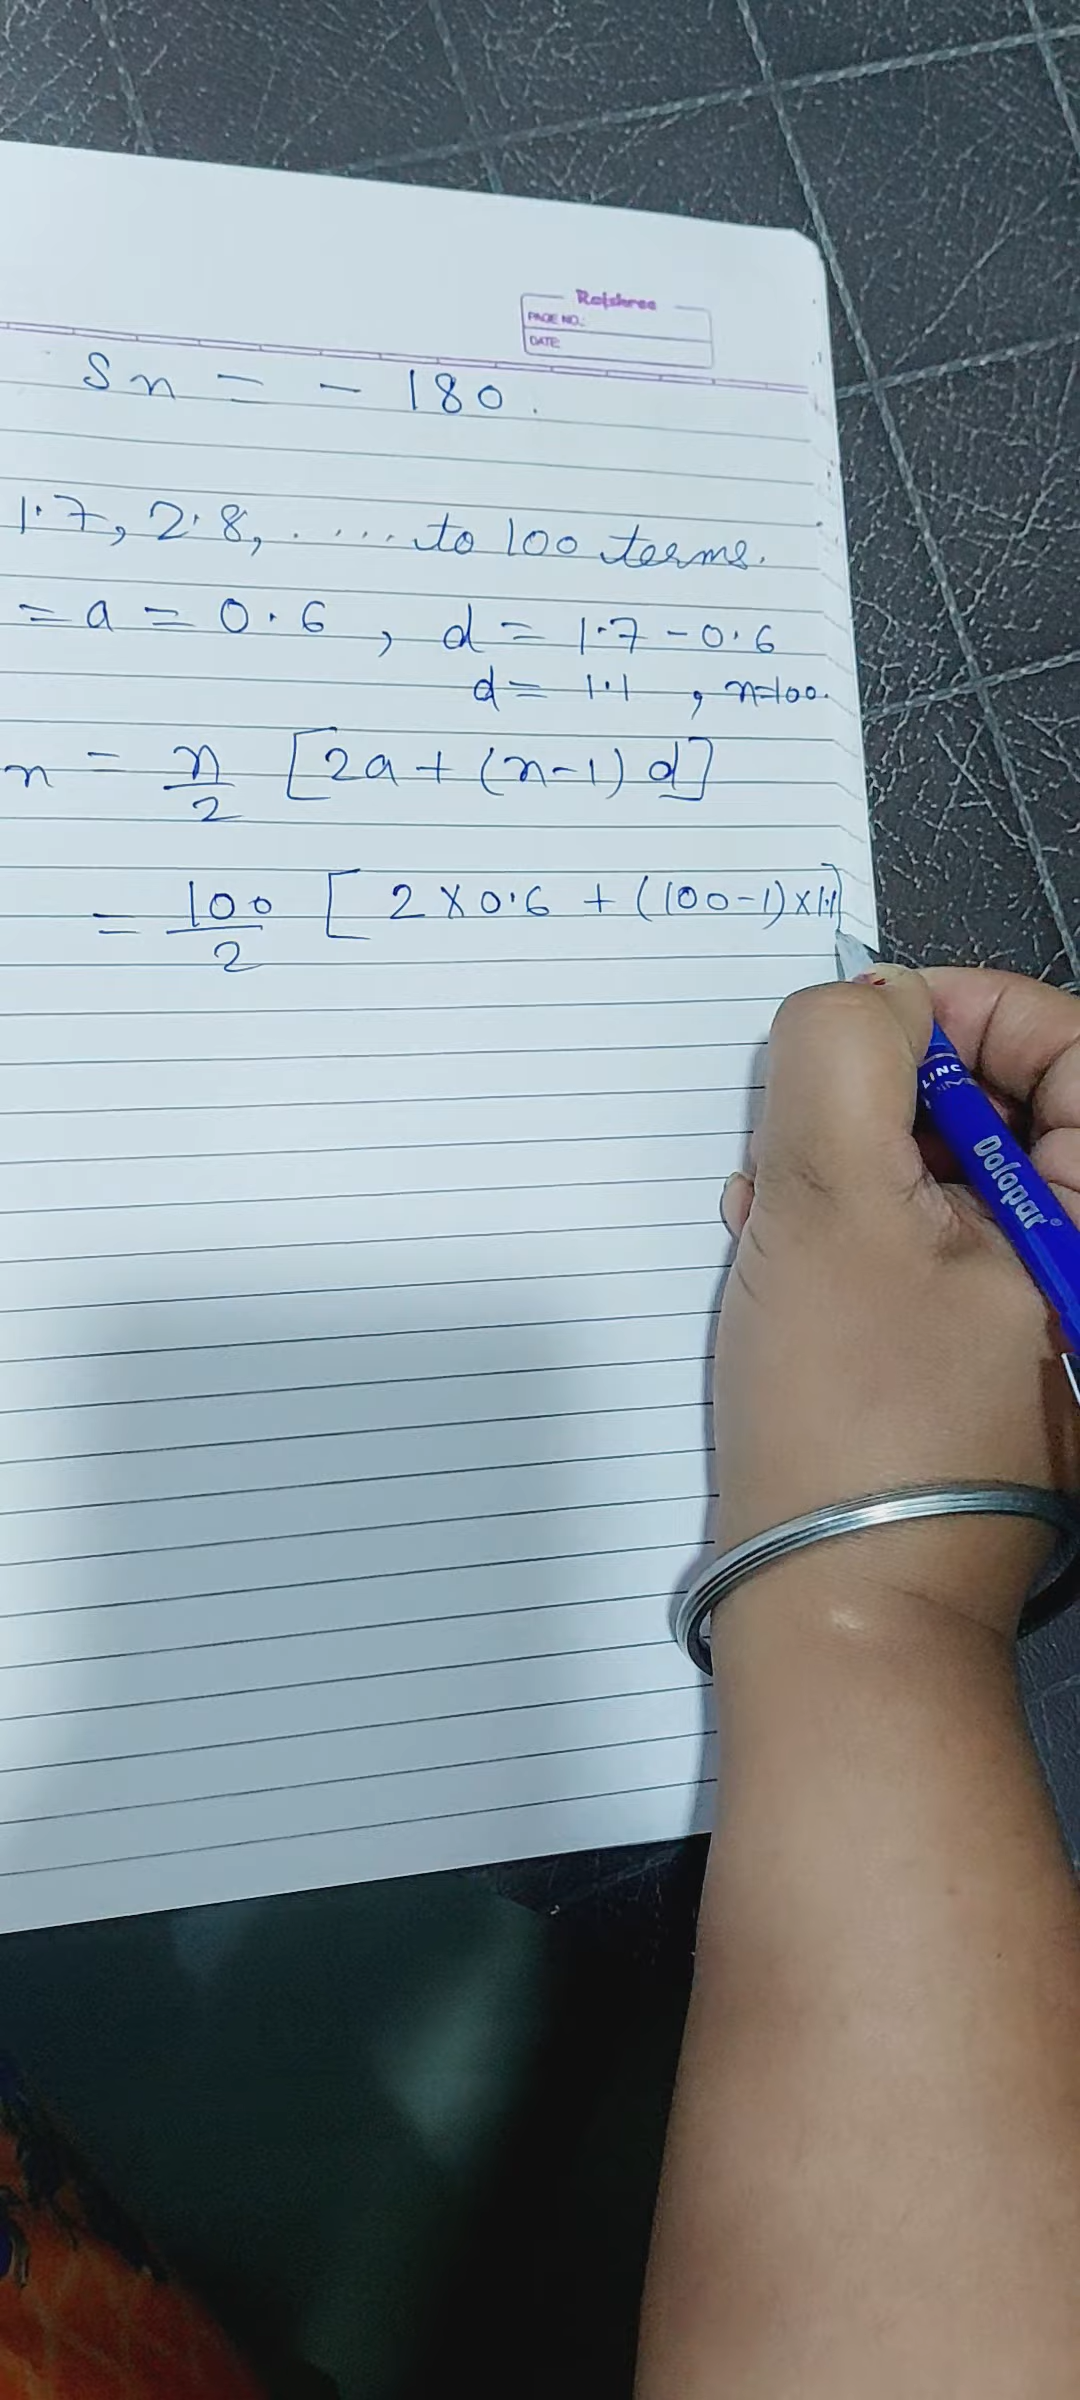 Rajshree
PAGE NO.:
DATE:
Sn = - 180.
1.7, 2.8, ..... to 100 terms.
= a = 0.6 , d = 1.7 - 0.6
d = 1.1 , n=100.
n = n/2 [2a + (n-1) d]
= 100/2 [ 2 × 0.6 + (100-1)×1.1]
LINC
Dolopar®